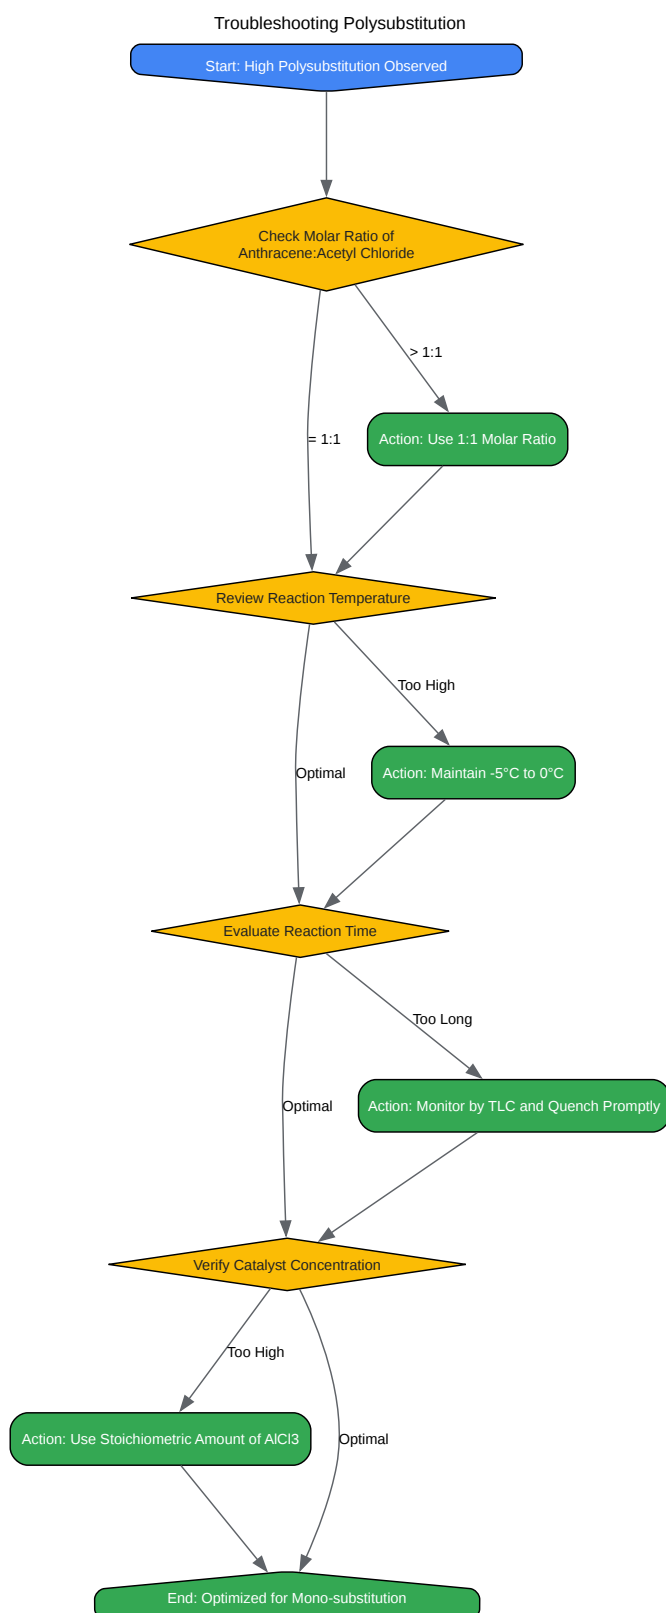 Troubleshooting Polysubstitution
Start: High Polysubstitution Observed
Check Molar Ratio of
Anthracene:Acetyl Chloride
> 1:1
= 1:1
Action: Use 1:1 Molar Ratio
Review Reaction Temperature
Too High
Optimal
Action: Maintain -5°C to 0°C
Evaluate Reaction Time
Too Long
Optimal
Action: Monitor by TLC and Quench Promptly
Verify Catalyst Concentration
Too High
Action: Use Stoichiometric Amount of AlCl3
Optimal
End: Optimized for Mono-substitution